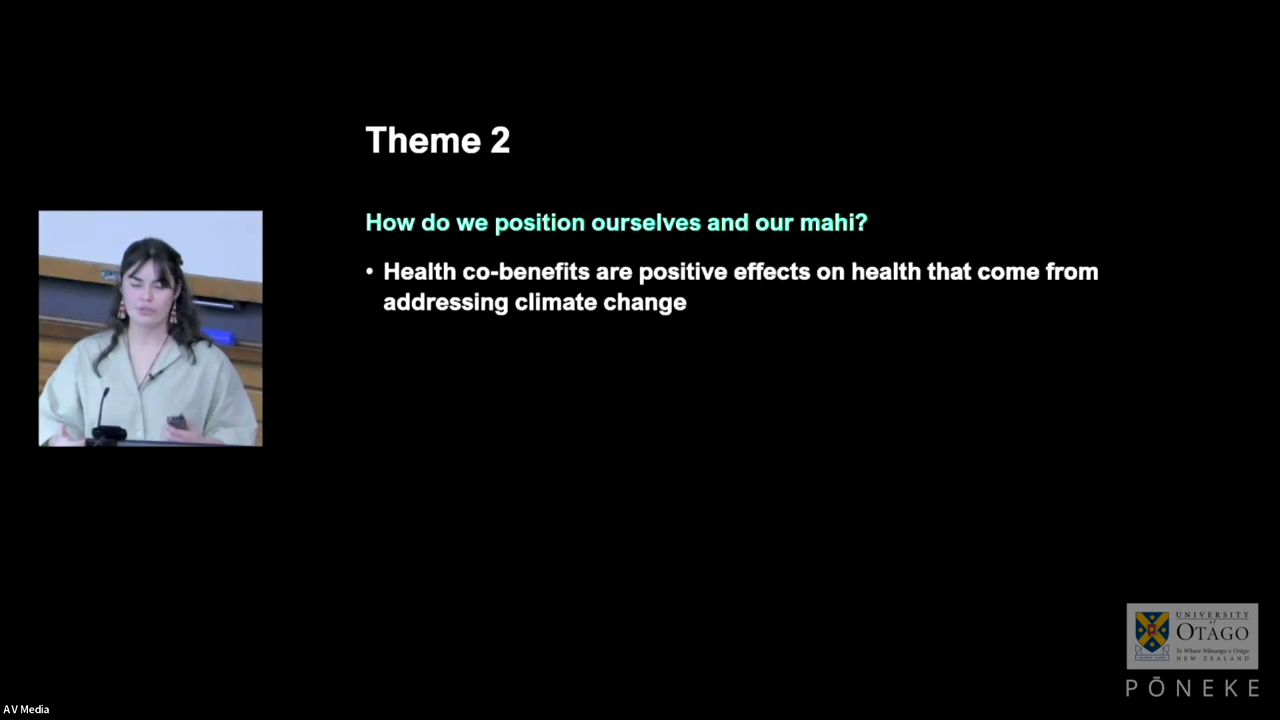 Theme 2
How do we position ourselves and our mahi?
• Health co-benefits are positive effects on health that come from
addressing climate change
UNIVERSITY
of
OTAGO
Te Whare Wānanga o Otāgo
NEW ZEALAND
PŌNEKE
AV Media